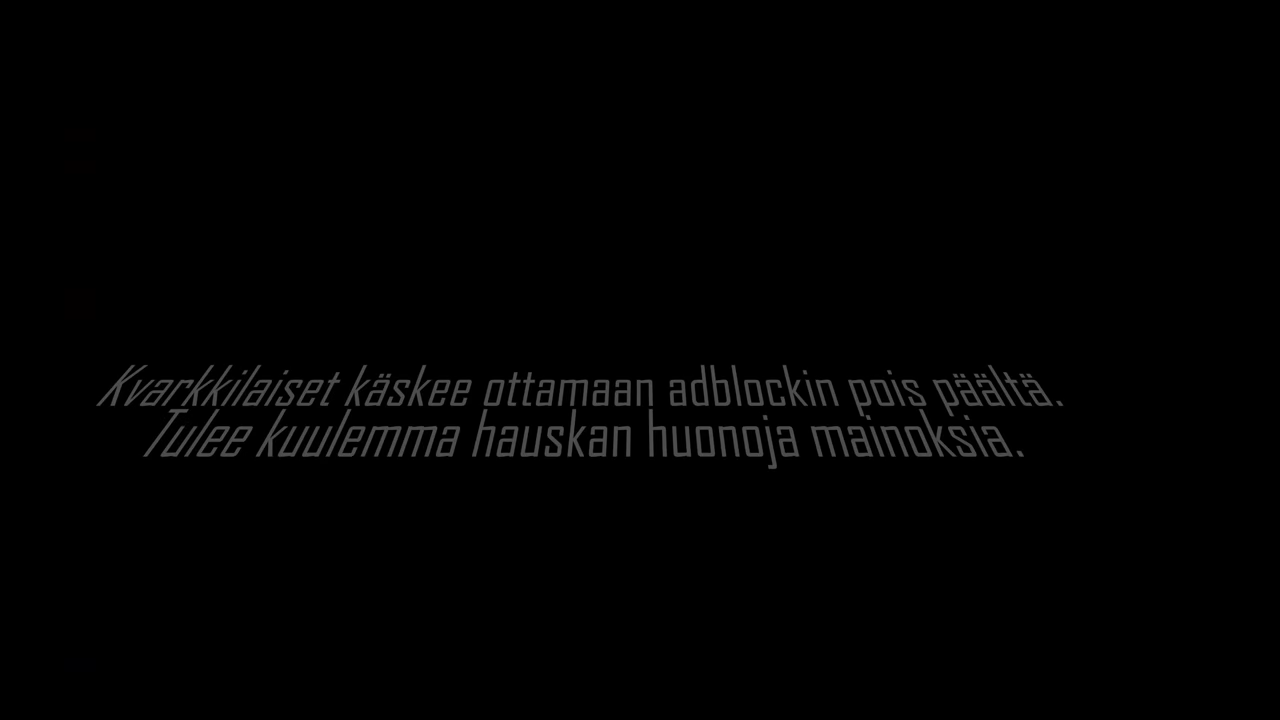 Kvarkkilaiset käskee ottamaan adblockin pois päältä.
Tulee kuulemma hauskan huonoja mainoksia.